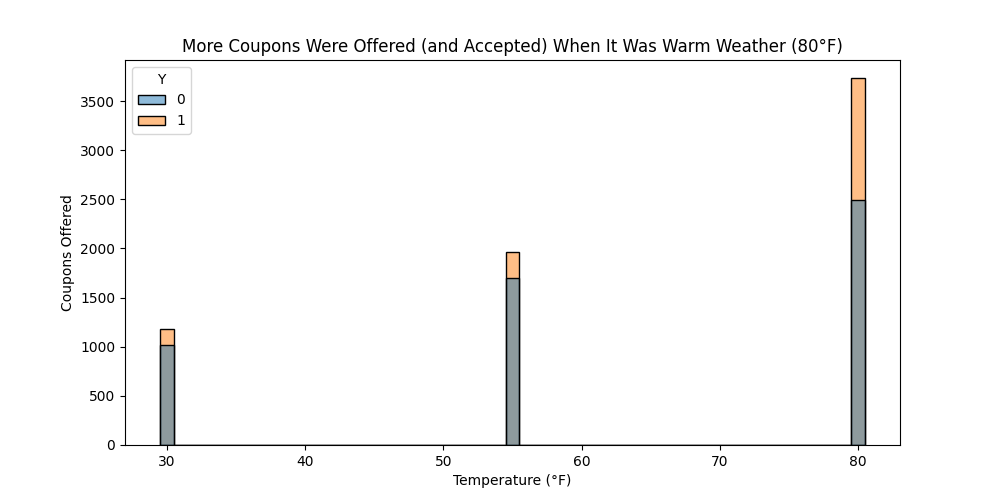 More Coupons Were Offered (and Accepted) When It Was Warm Weather (80°F)
Y
0
1
3500
3000
2500
2000
1500
1000
500
0
Coupons Offered
30 40 50 60 70 80
Temperature (°F)